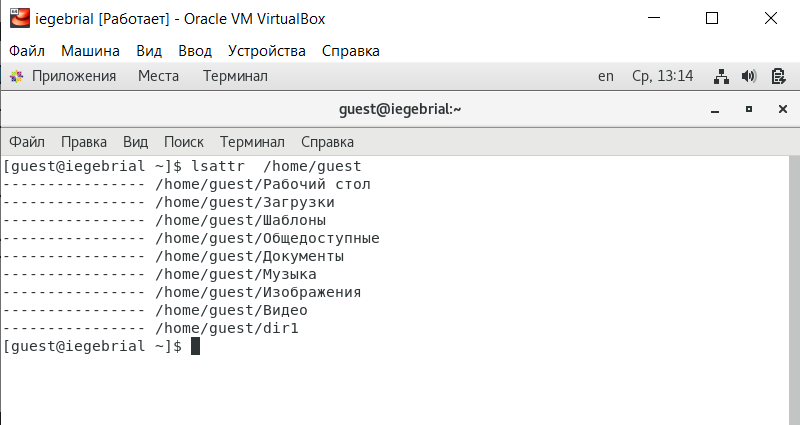 iegebrial [Работает] - Oracle VM VirtualBox
Файл Машина Вид Ввод Устройства Справка
Приложения Места Терминал en Ср, 13:14
guest@iegebrial:~
Файл Правка Вид Поиск Терминал Справка
[guest@iegebrial ~]$ lsattr  /home/guest
---------------- /home/guest/Рабочий стол
---------------- /home/guest/Загрузки
---------------- /home/guest/Шаблоны
---------------- /home/guest/Общедоступные
---------------- /home/guest/Документы
---------------- /home/guest/Музыка
---------------- /home/guest/Изображения
---------------- /home/guest/Видео
---------------- /home/guest/dir1
[guest@iegebrial ~]$